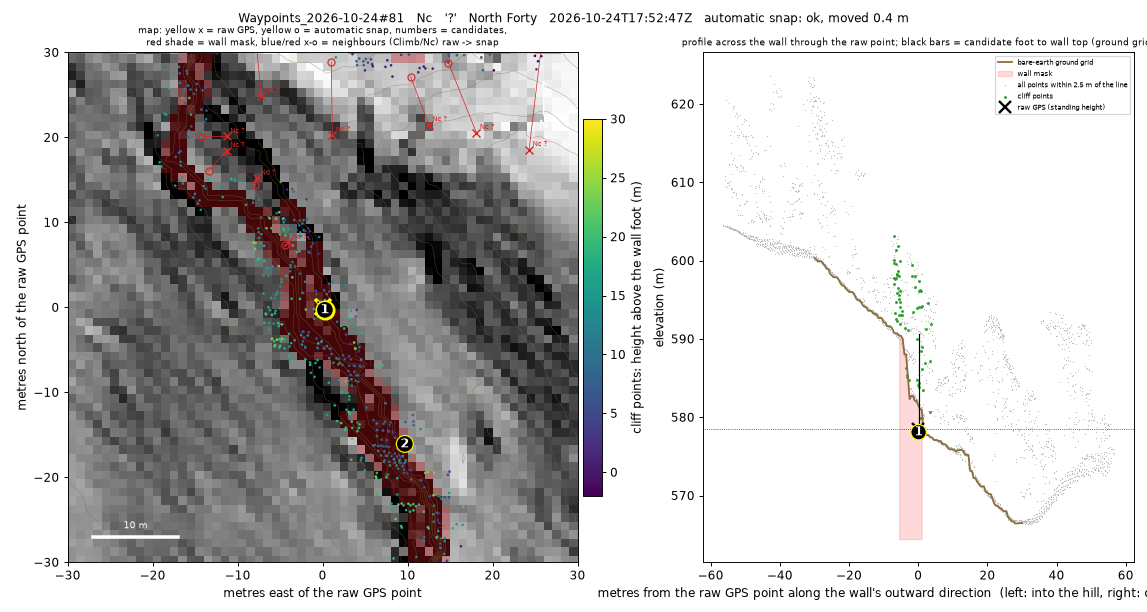 Waypoints_2026-10-24#81   Nc   '?'   North Forty   2026-10-24T17:52:47Z   automatic snap: ok, moved 0.4 m
map: yellow x = raw GPS, yellow o = automatic snap, numbers = candidates,
red shade = wall mask, blue/red x-o = neighbours (Climb/Nc) raw -> snap
profile across the wall through the raw point; black bars = candidate foot to wall top (ground grid
30
20
10
0
−10
−20
−30
−30
−20
−10
0
10
20
30
metres north of the raw GPS point
metres east of the raw GPS point
Nc ?
Nc ?
Nc ?
Nc ?
Nc ?
Nc ?
Nc ?
1
2
10 m
30
25
20
15
10
5
0
cliff points: height above the wall foot (m)
bare-earth ground grid
wall mask
all points within 2.5 m of the line
cliff points
raw GPS (standing height)
620
610
600
590
580
570
elevation (m)
1
−60
−40
−20
0
20
40
60
metres from the raw GPS point along the wall's outward direction  (left: into the hill, right: